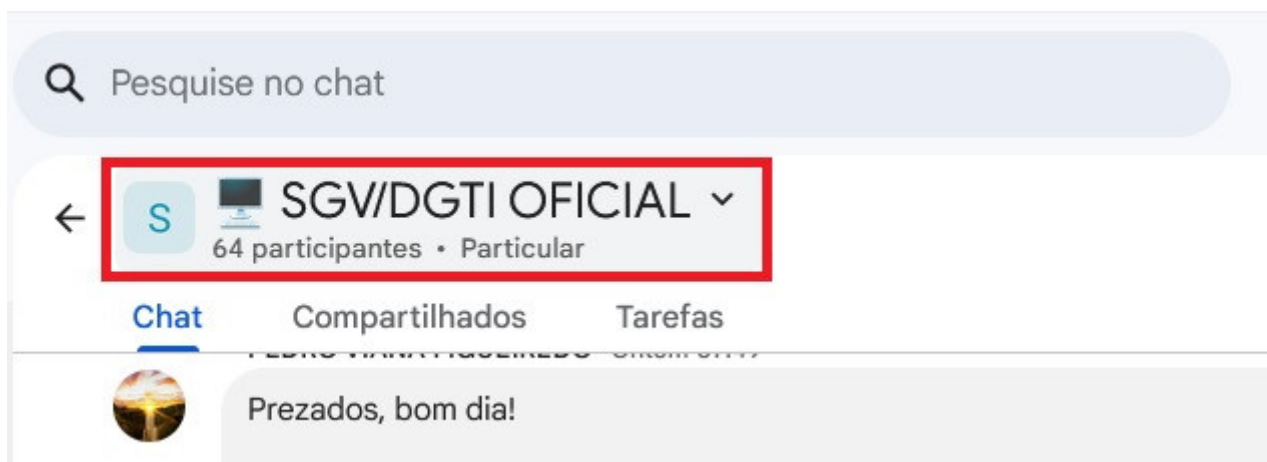 Pesquise no chat
S
SGV/DGTI OFICIAL
64 participantes • Particular
Chat Compartilhados Tarefas
Prezados, bom dia!